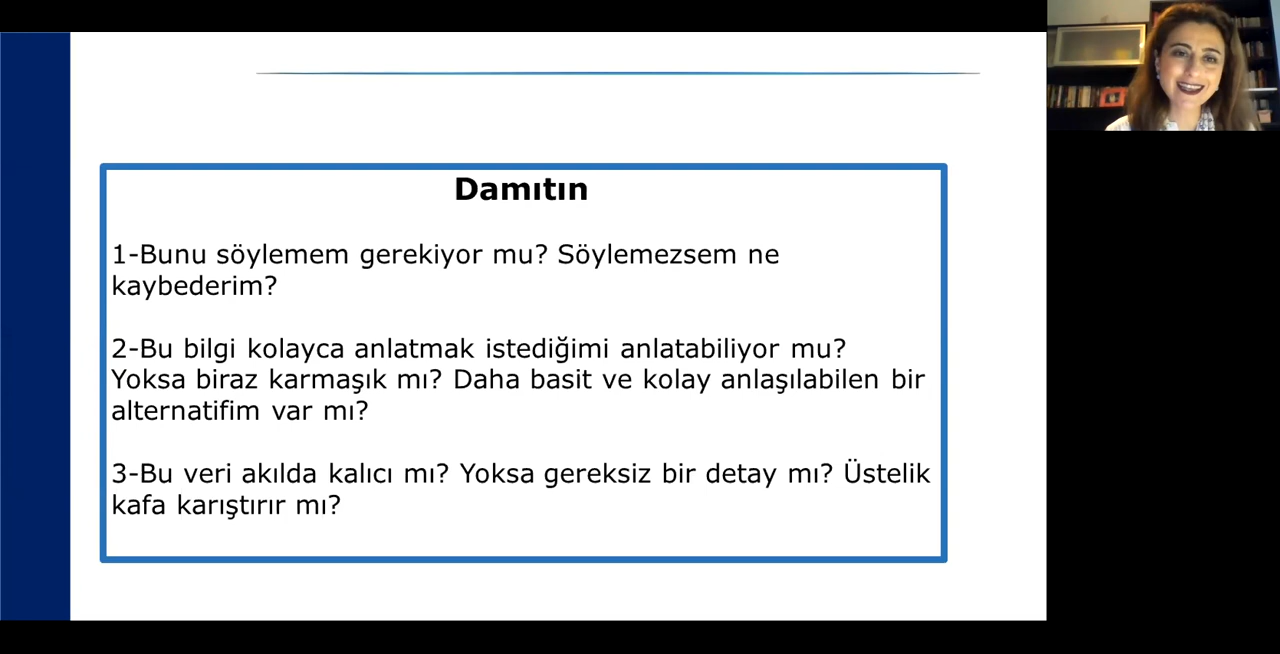 Damıtın
1-Bunu söylemem gerekiyor mu? Söylemezsem ne
kaybederim?
2-Bu bilgi kolayca anlatmak istediğimi anlatabiliyor mu?
Yoksa biraz karmaşık mı? Daha basit ve kolay anlaşılabilen bir
alternatifim var mı?
3-Bu veri akılda kalıcı mı? Yoksa gereksiz bir detay mı? Üstelik
kafa karıştırır mı?